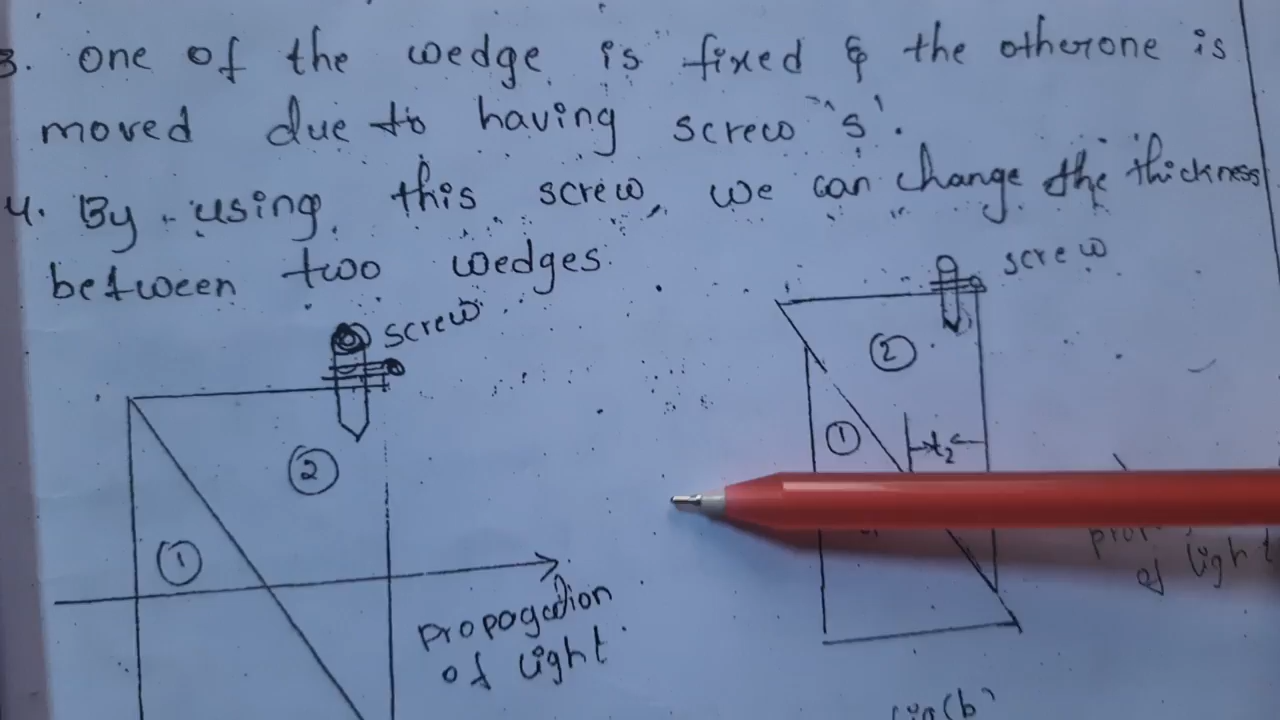 3. one of the wedge is fixed & the otherone is
moved due to having screw 's'.
4. By using this screw, we can change the thickness
between two wedges.
screw
screw
2
2
1
t2
1
propagation
of light
of light
fig(b)